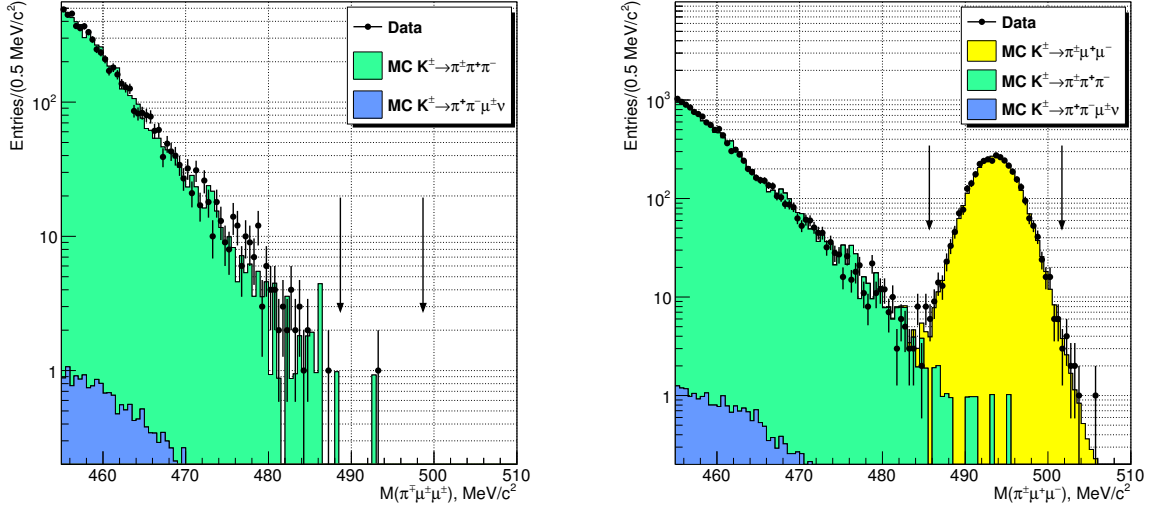 Entries/(0.5 MeV/c²)
10²
10
1
Data
MC K±→π±π⁺π⁻
MC K±→π⁺π⁻μ±ν
460 470 480 490 500 510
M(π∓μ±μ±), MeV/c²
Entries/(0.5 MeV/c²)
10³
10²
10
1
Data
MC K±→π±μ⁺μ⁻
MC K±→π±π⁺π⁻
MC K±→π⁺π⁻μ±ν
460 470 480 490 500 510
M(π±μ⁺μ⁻), MeV/c²